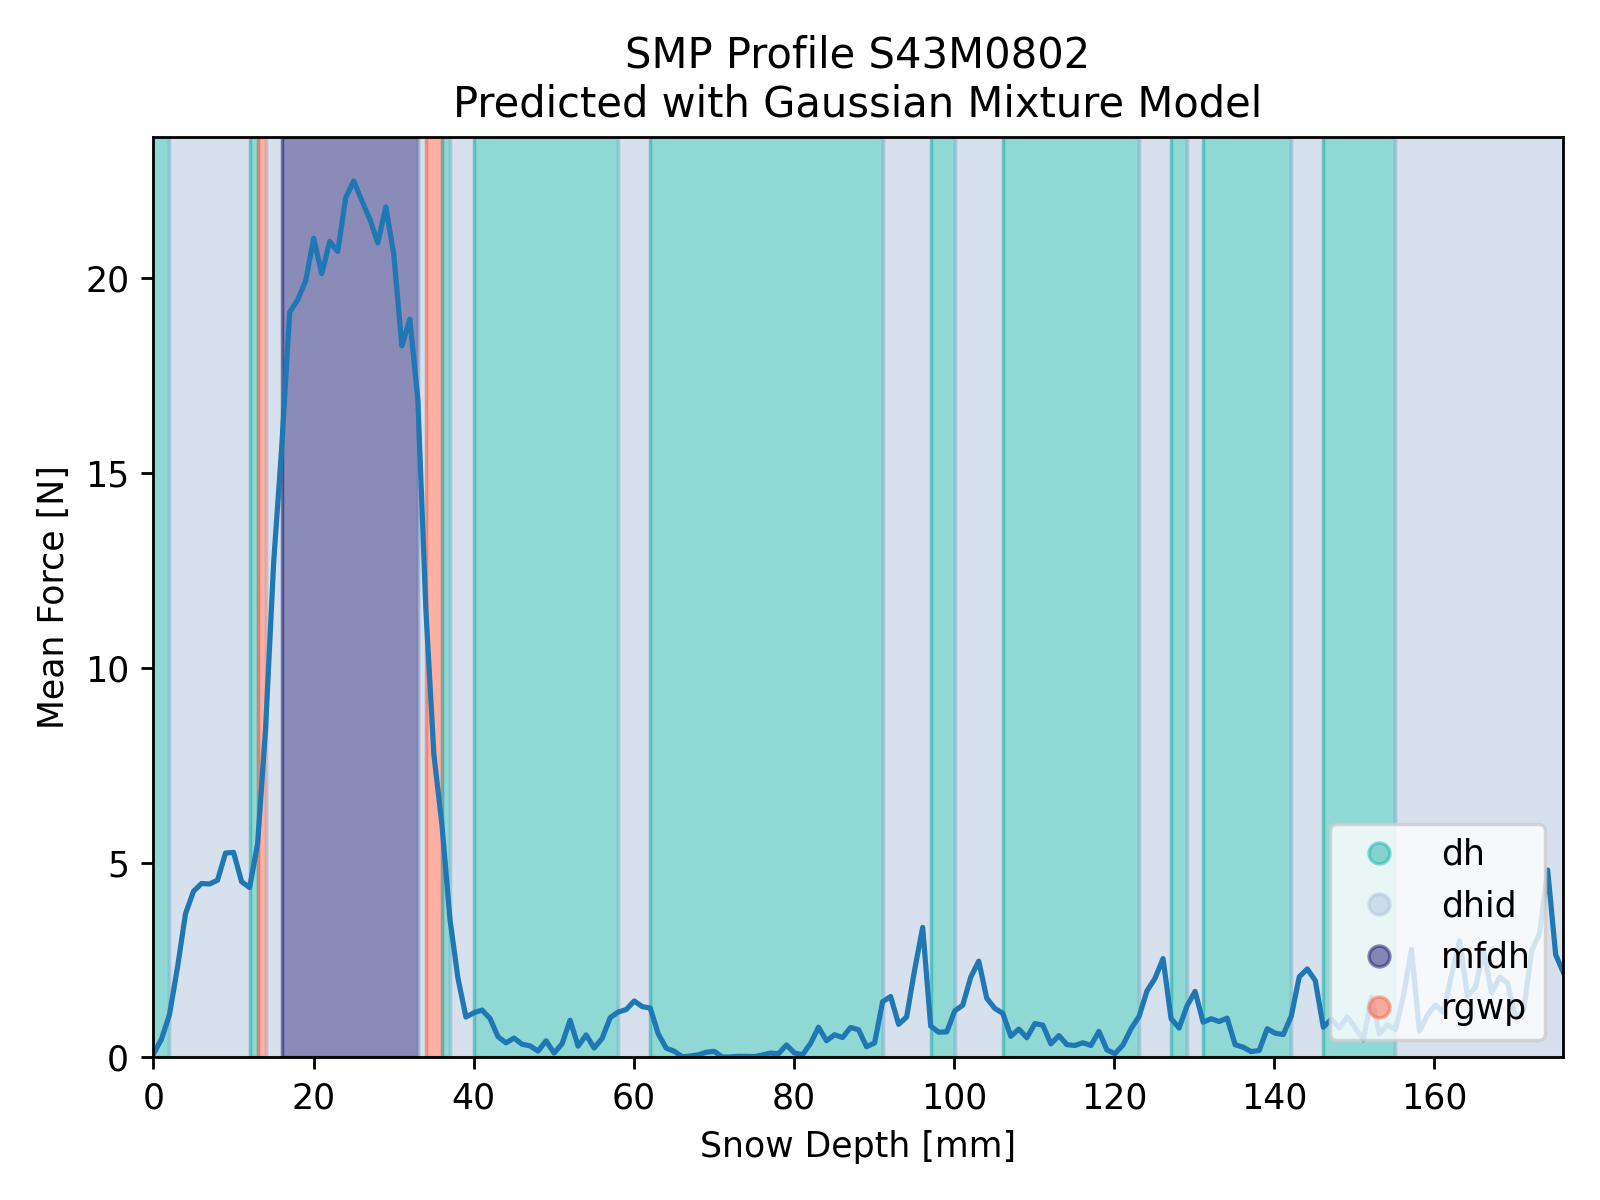 SMP Profile S43M0802
Predicted with Gaussian Mixture Model
Mean Force [N]
20
15
10
5
0
dh
dhid
mfdh
rgwp
0 20 40 60 80 100 120 140 160
Snow Depth [mm]